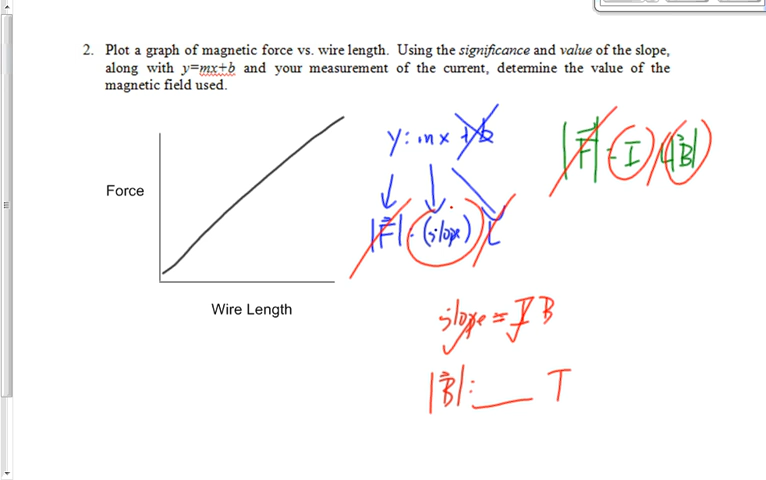 2. Plot a graph of magnetic force vs. wire length. Using the significance and value of the slope,
along with y=mx+b and your measurement of the current, determine the value of the
magnetic field used.
Force
Wire Length
y = mx + b
|F⃗| = (slope) L
|F⃗| = I L |B⃗|
slope = I B
|B⃗| = ___ T